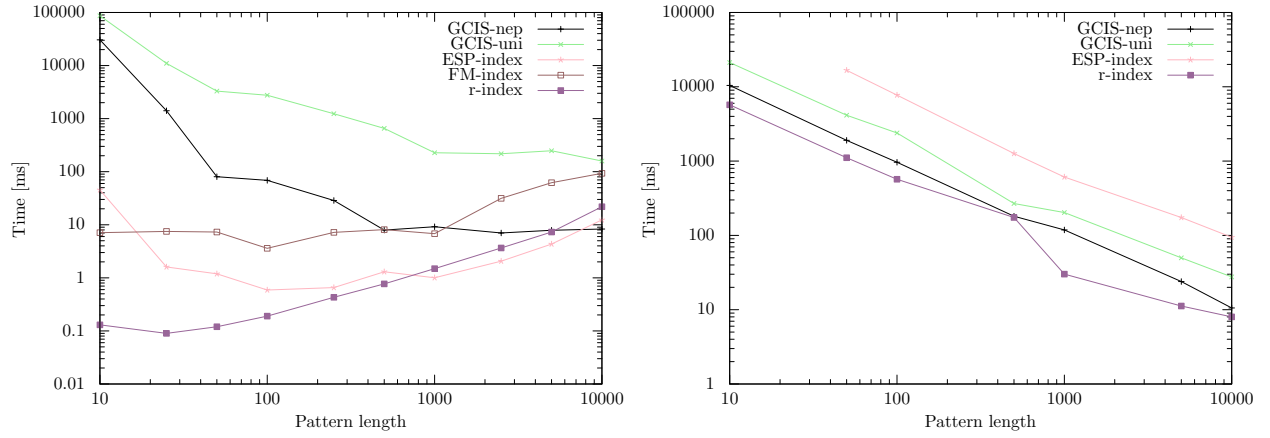 100000
10000
1000
100
10
1
0.1
0.01
Time [ms]
10
100
1000
10000
Pattern length
GCIS-nep
GCIS-uni
ESP-index
FM-index
r-index
100000
10000
1000
100
10
1
Time [ms]
10
100
1000
10000
Pattern length
GCIS-nep
GCIS-uni
ESP-index
r-index